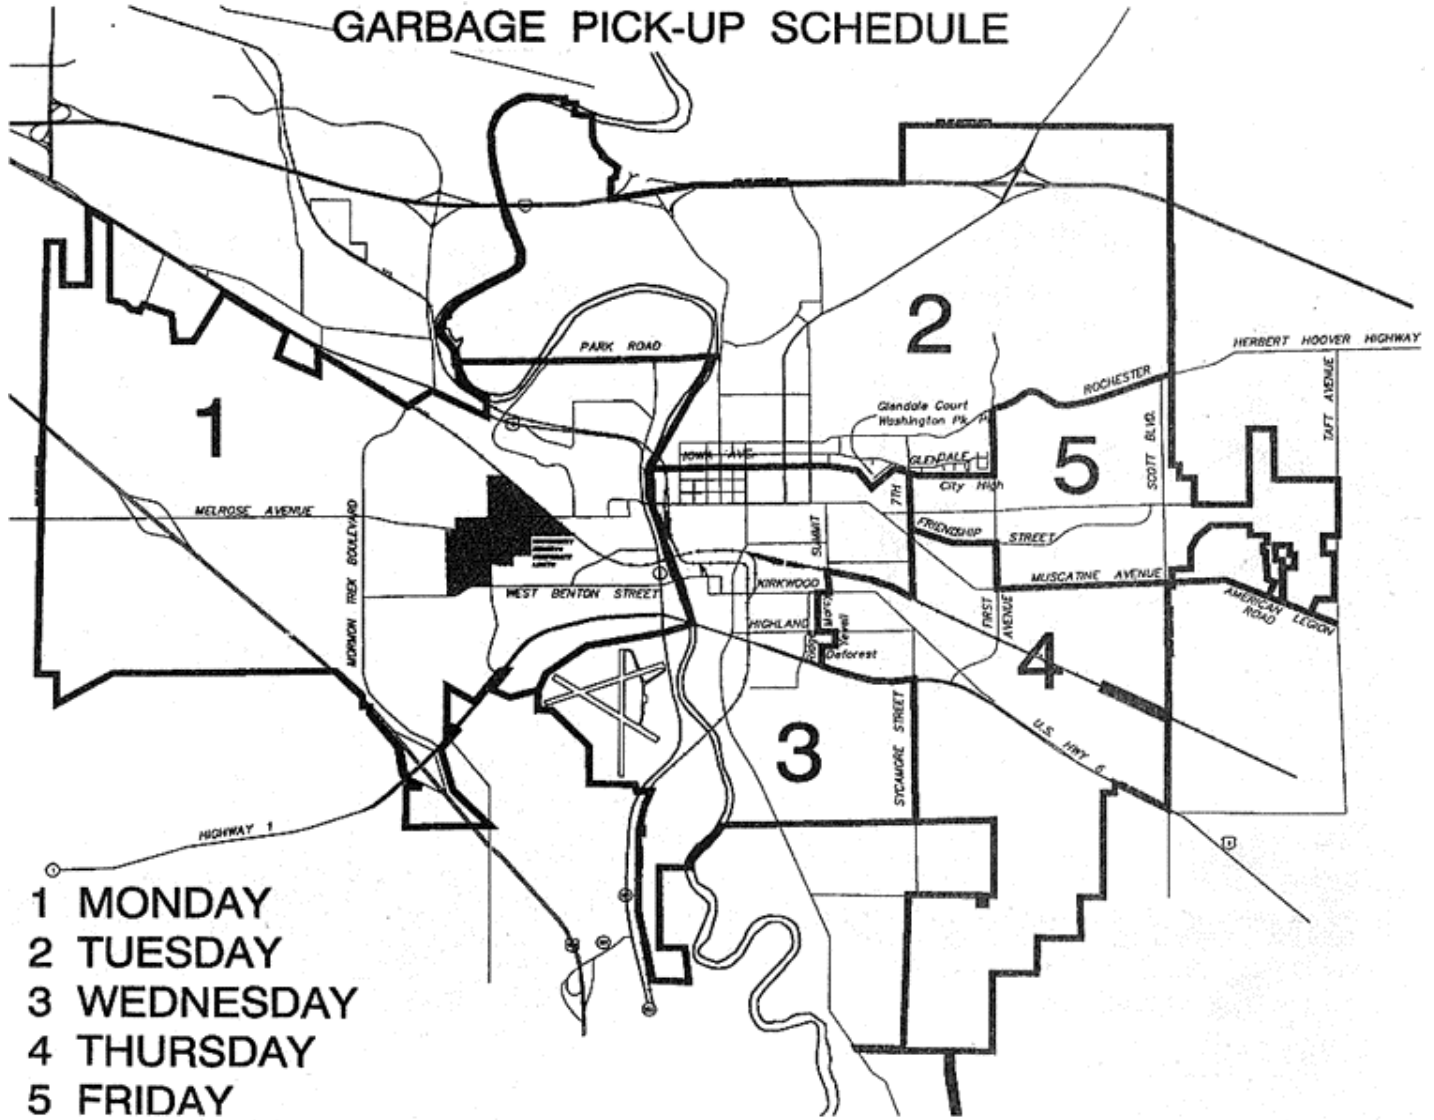 GARBAGE PICK-UP SCHEDULE
PARK ROAD
2
HERBERT HOOVER HIGHWAY
ROCHESTER
TAFT AVENUE
1
Glendale Court
Washington Pk.
5
SCOTT BLVD.
IOWA AVE.
GLENDALE
City High
7TH
MELROSE AVENUE
MORMON TREK BOULEVARD
FRIENDSHIP STREET
SUMMIT
KIRKWOOD
MUSCATINE AVENUE
WEST BENTON STREET
AMERICAN LEGION
ROAD
FIRST
AVENUE
HIGHLAND
Deforest
4
SYCAMORE STREET
U.S. HWY 6
3
HIGHWAY 1
1 MONDAY
2 TUESDAY
3 WEDNESDAY
4 THURSDAY
5 FRIDAY